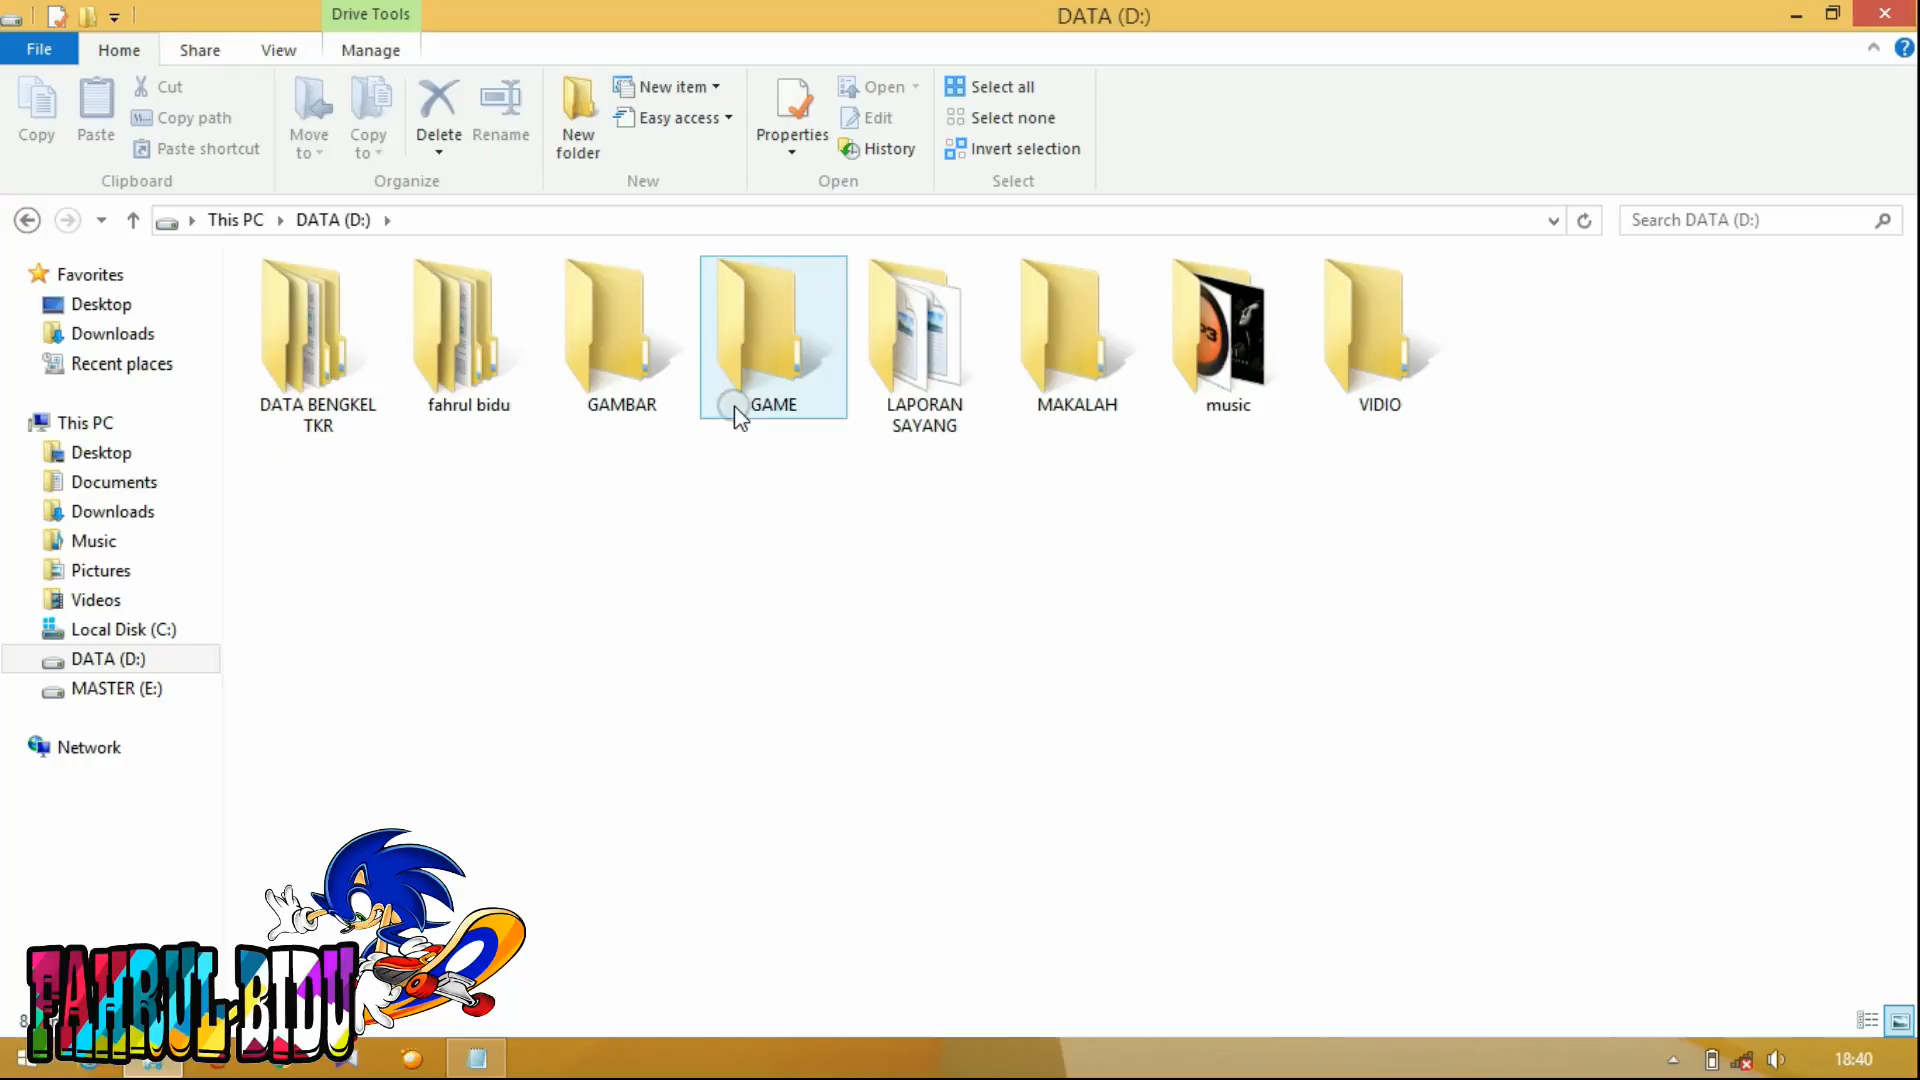 Drive Tools
DATA (D:)
File
Home
Share
View
Manage
Copy
Paste
Cut
Copy path
Paste shortcut
Clipboard
Move
to
Copy
to
Delete
Rename
Organize
New
folder
New item
Easy access
New
Properties
Open
Edit
History
Open
Select all
Select none
Invert selection
Select
This PC
DATA (D:)
Search DATA (D:)
Favorites
Desktop
Downloads
Recent places
This PC
Desktop
Documents
Downloads
Music
Pictures
Videos
Local Disk (C:)
DATA (D:)
MASTER (E:)
Network
DATA BENGKEL
TKR
fahrul bidu
GAMBAR
GAME
LAPORAN
SAYANG
MAKALAH
music
VIDIO
FAHRUL-BIDU
18:40